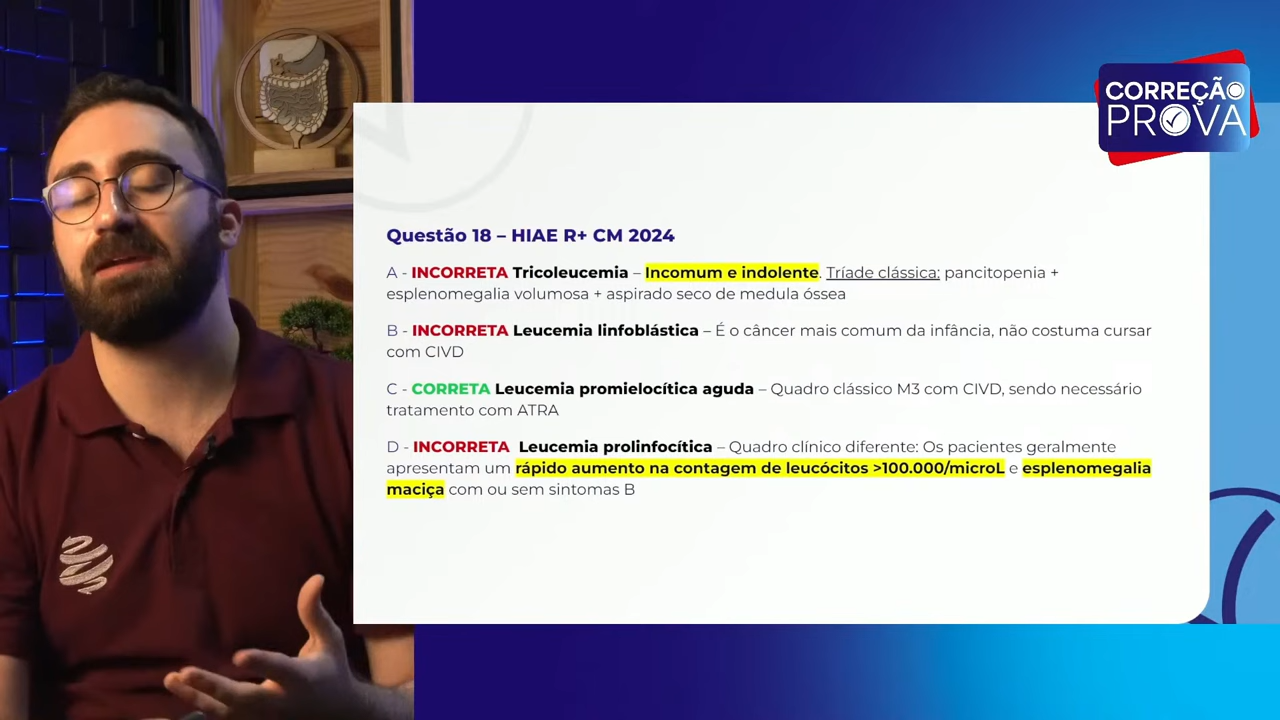 CORREÇÃO
PROVA
Questão 18 – HIAE R+ CM 2024
A - INCORRETA Tricoleucemia – Incomum e indolente. Tríade clássica: pancitopenia +
esplenomegalia volumosa + aspirado seco de medula óssea
B - INCORRETA Leucemia linfoblástica – É o câncer mais comum da infância, não costuma cursar
com CIVD
C - CORRETA Leucemia promielocítica aguda – Quadro clássico M3 com CIVD, sendo necessário
tratamento com ATRA
D - INCORRETA Leucemia prolinfocítica – Quadro clínico diferente: Os pacientes geralmente
apresentam um rápido aumento na contagem de leucócitos >100.000/microL e esplenomegalia
maciça com ou sem sintomas B